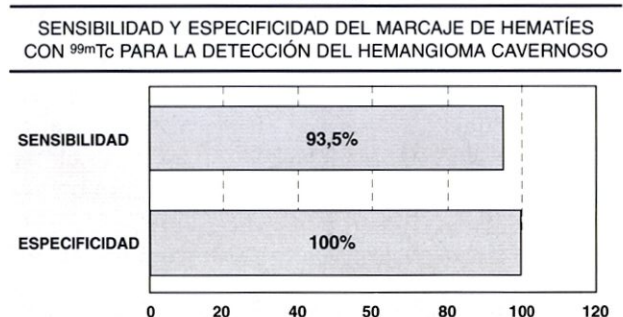 SENSIBILIDAD Y ESPECIFICIDAD DEL MARCAJE DE HEMATÍES
CON ⁹⁹ᵐTc PARA LA DETECCIÓN DEL HEMANGIOMA CAVERNOSO
SENSIBILIDAD
93,5%
ESPECIFICIDAD
100%
0 20 40 50 80 100 120